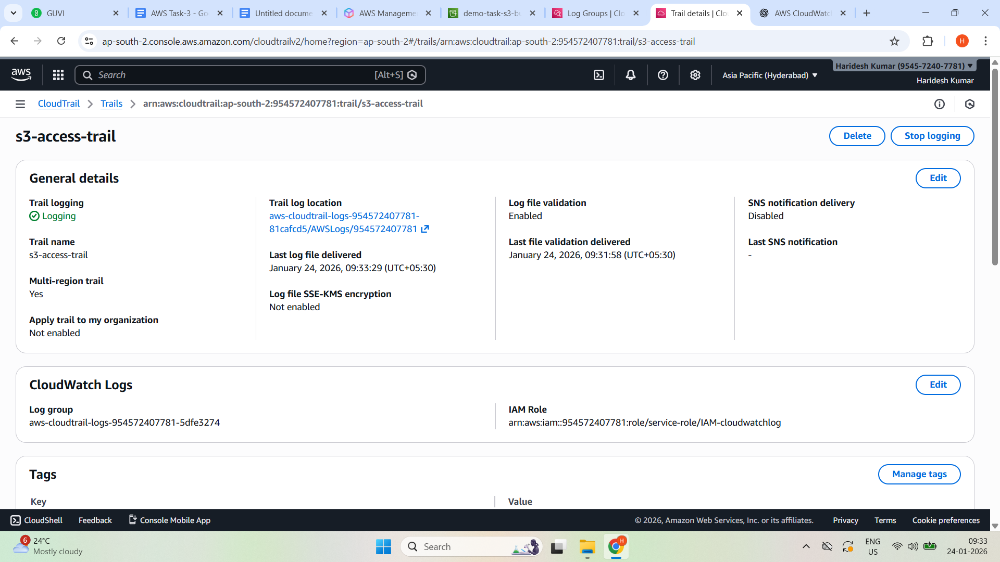 GUVI
AWS Task-3 - Go
Untitled docume
AWS Manageme
demo-task-s3-bu
Log Groups | Clo
Trail details | Clo
AWS CloudWatc
ap-south-2.console.aws.amazon.com/cloudtrailv2/home?region=ap-south-2#/trails/arn:aws:cloudtrail:ap-south-2:954572407781:trail/s3-access-trail
H
aws
Search
[Alt+S]
Asia Pacific (Hyderabad)
Haridesh Kumar (9545-7240-7781)
Haridesh Kumar
CloudTrail
Trails
arn:aws:cloudtrail:ap-south-2:954572407781:trail/s3-access-trail
s3-access-trail
Delete
Stop logging
General details
Edit
Trail logging
Logging
Trail name
s3-access-trail
Multi-region trail
Yes
Apply trail to my organization
Not enabled
Trail log location
aws-cloudtrail-logs-954572407781-
81cafcd5/AWSLogs/954572407781
Last log file delivered
January 24, 2026, 09:33:29 (UTC+05:30)
Log file SSE-KMS encryption
Not enabled
Log file validation
Enabled
Last file validation delivered
January 24, 2026, 09:31:58 (UTC+05:30)
SNS notification delivery
Disabled
Last SNS notification
-
CloudWatch Logs
Edit
Log group
aws-cloudtrail-logs-954572407781-5dfe3274
IAM Role
arn:aws:iam::954572407781:role/service-role/IAM-cloudwatchlog
Tags
Manage tags
Key
Value
CloudShell
Feedback
Console Mobile App
© 2026, Amazon Web Services, Inc. or its affiliates.
Privacy
Terms
Cookie preferences
6
24°C
Mostly cloudy
Search
H
ENG
US
09:33
24-01-2026